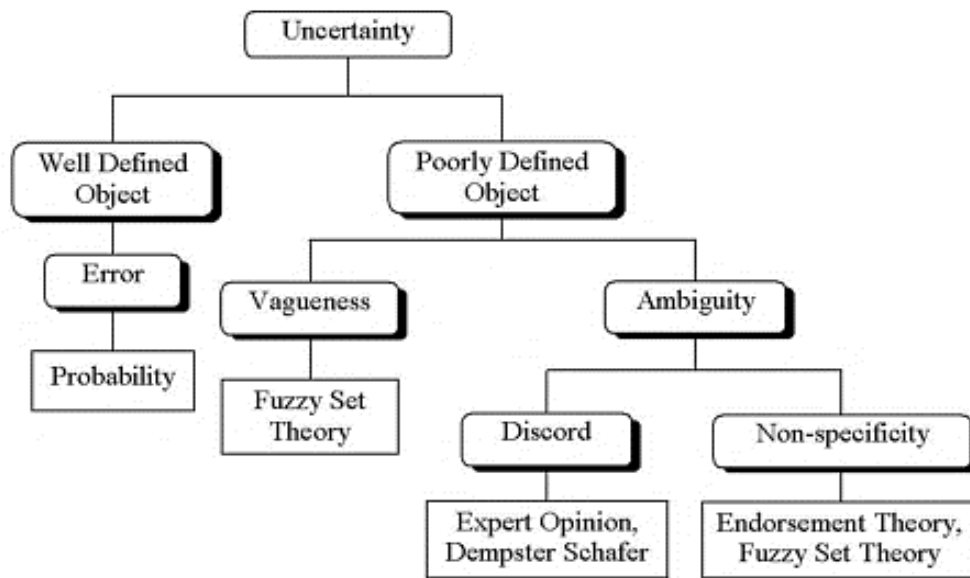 Uncertainty
Well Defined
Object
Poorly Defined
Object
Error
Vagueness
Ambiguity
Probability
Fuzzy Set
Theory
Discord
Non-specificity
Expert Opinion,
Dempster Schafer
Endorsement Theory,
Fuzzy Set Theory